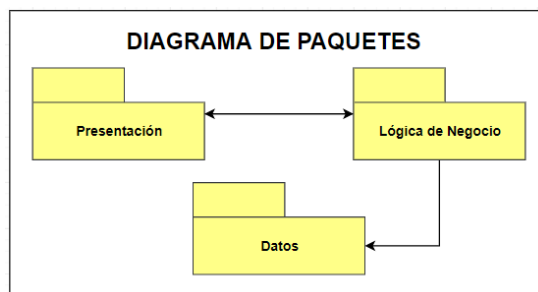 DIAGRAMA DE PAQUETES
Presentación
Lógica de Negocio
Datos